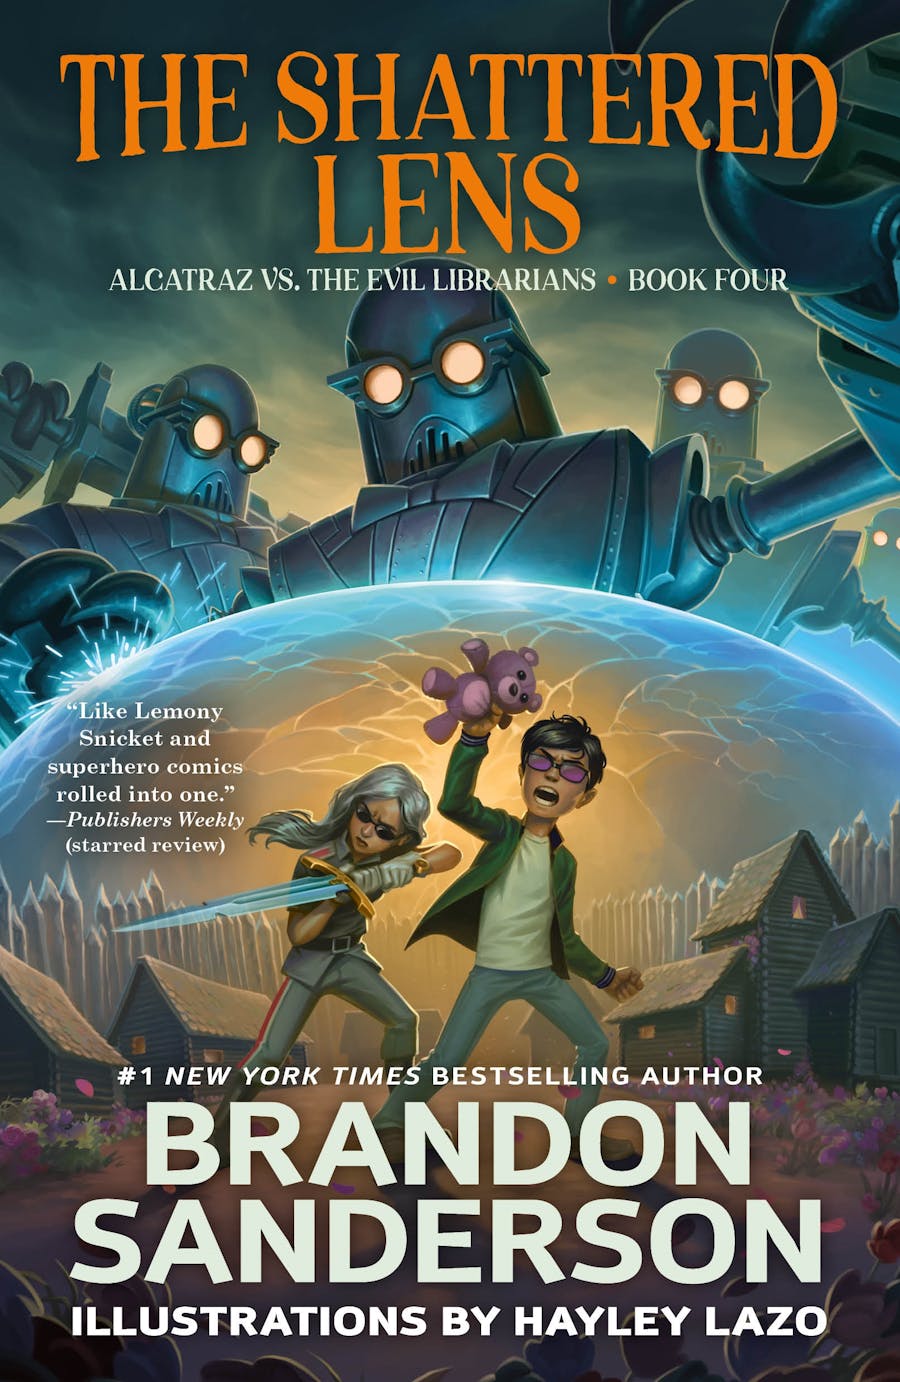 THE SHATTERED
LENS
ALCATRAZ VS. THE EVIL LIBRARIANS • BOOK FOUR
“Like Lemony
Snicket and
superhero comics
rolled into one.”
—Publishers Weekly
(starred review)
#1 NEW YORK TIMES BESTSELLING AUTHOR
BRANDON
SANDERSON
ILLUSTRATIONS BY HAYLEY LAZO